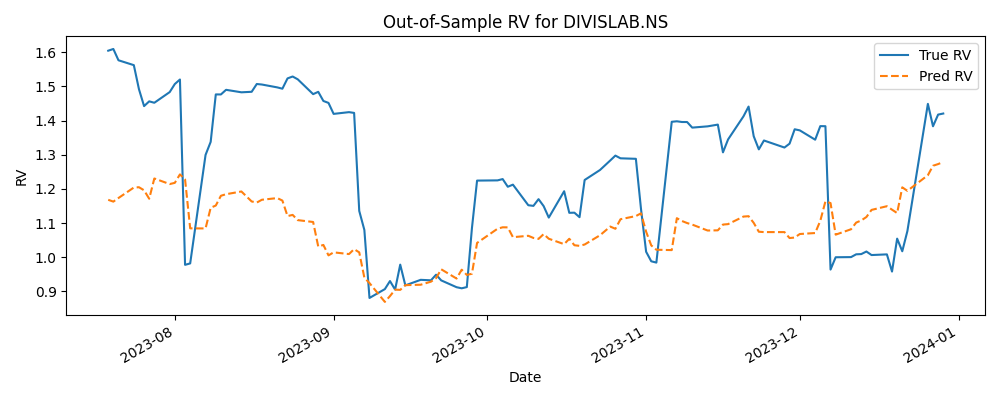 Out-of-Sample RV for DIVISLAB.NS
True RV
Pred RV
RV
1.6
1.5
1.4
1.3
1.2
1.1
1.0
0.9
2023-08
2023-09
2023-10
2023-11
2023-12
2024-01
Date